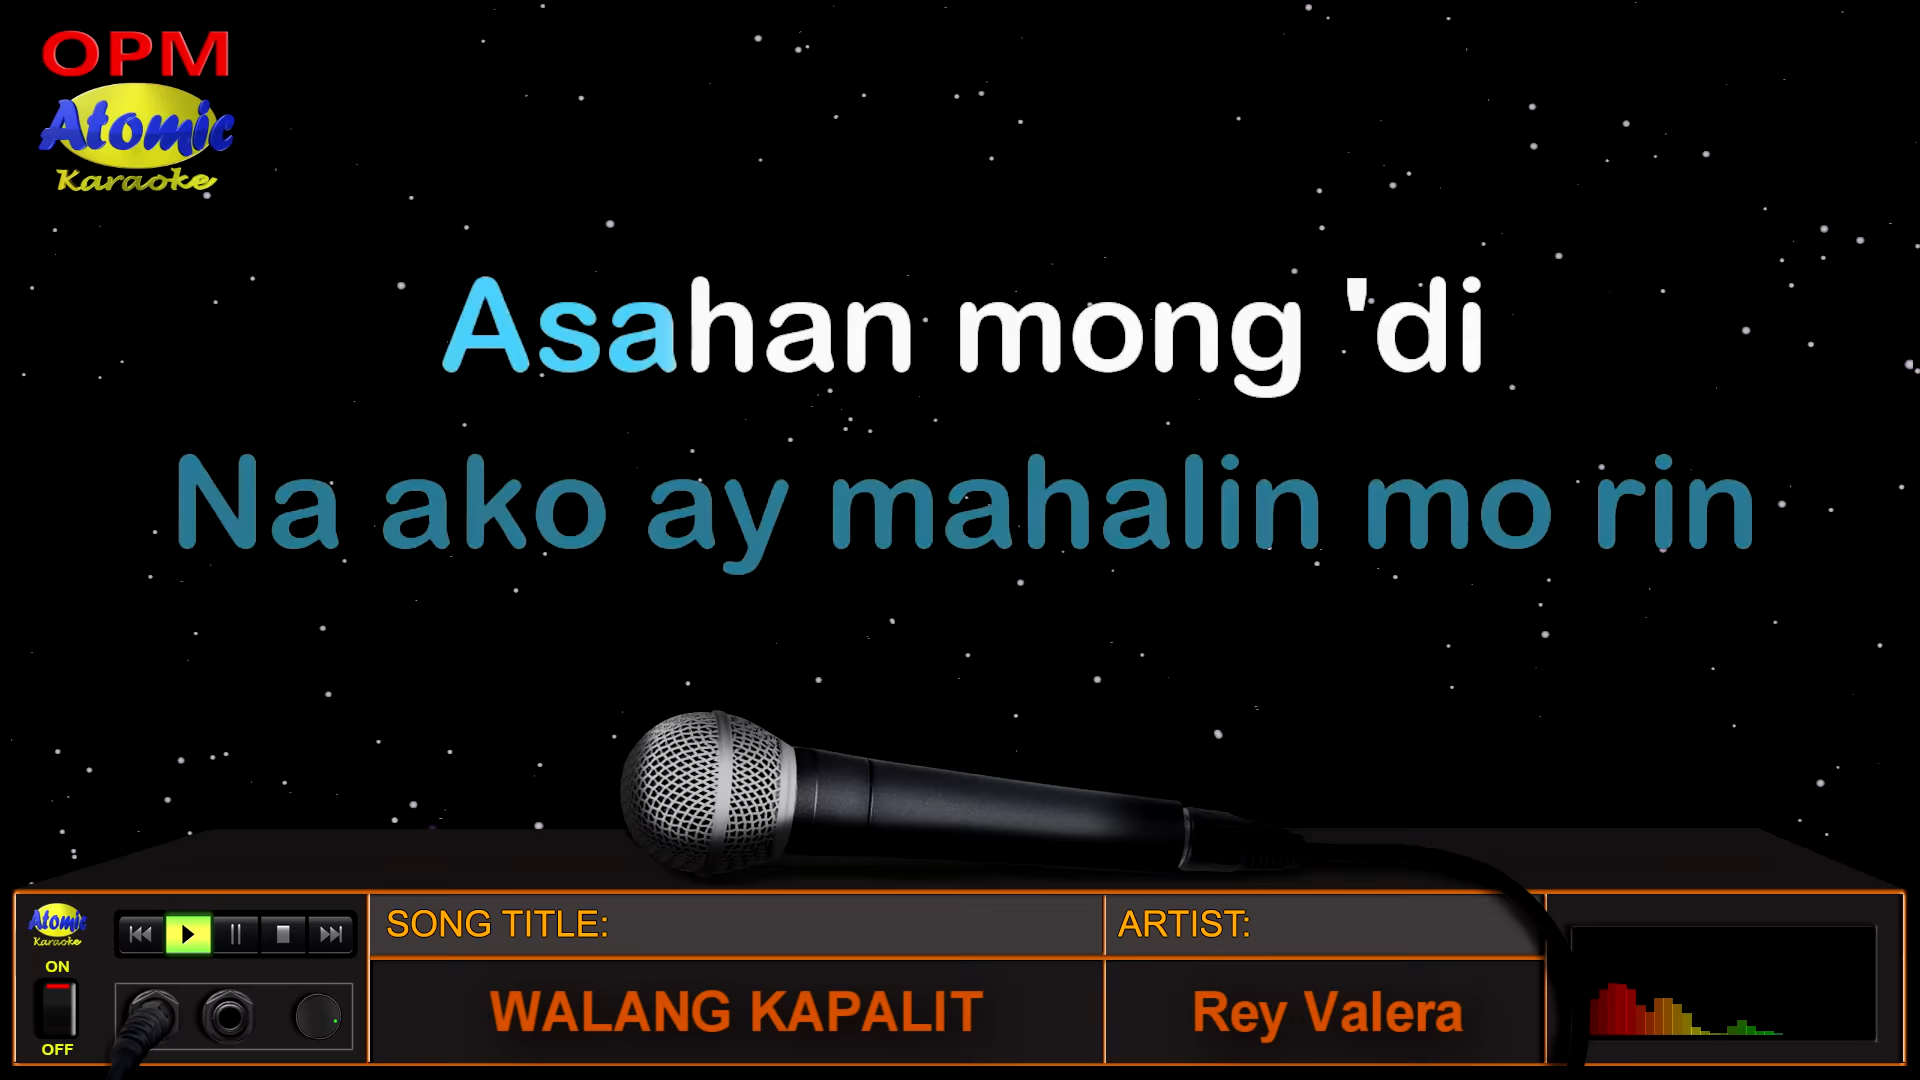 OPM
Atomic
Karaoke
Asahan mong 'di
Na ako ay mahalin mo rin
Atomic
Karaoke
ON
OFF
SONG TITLE:
WALANG KAPALIT
ARTIST:
Rey Valera